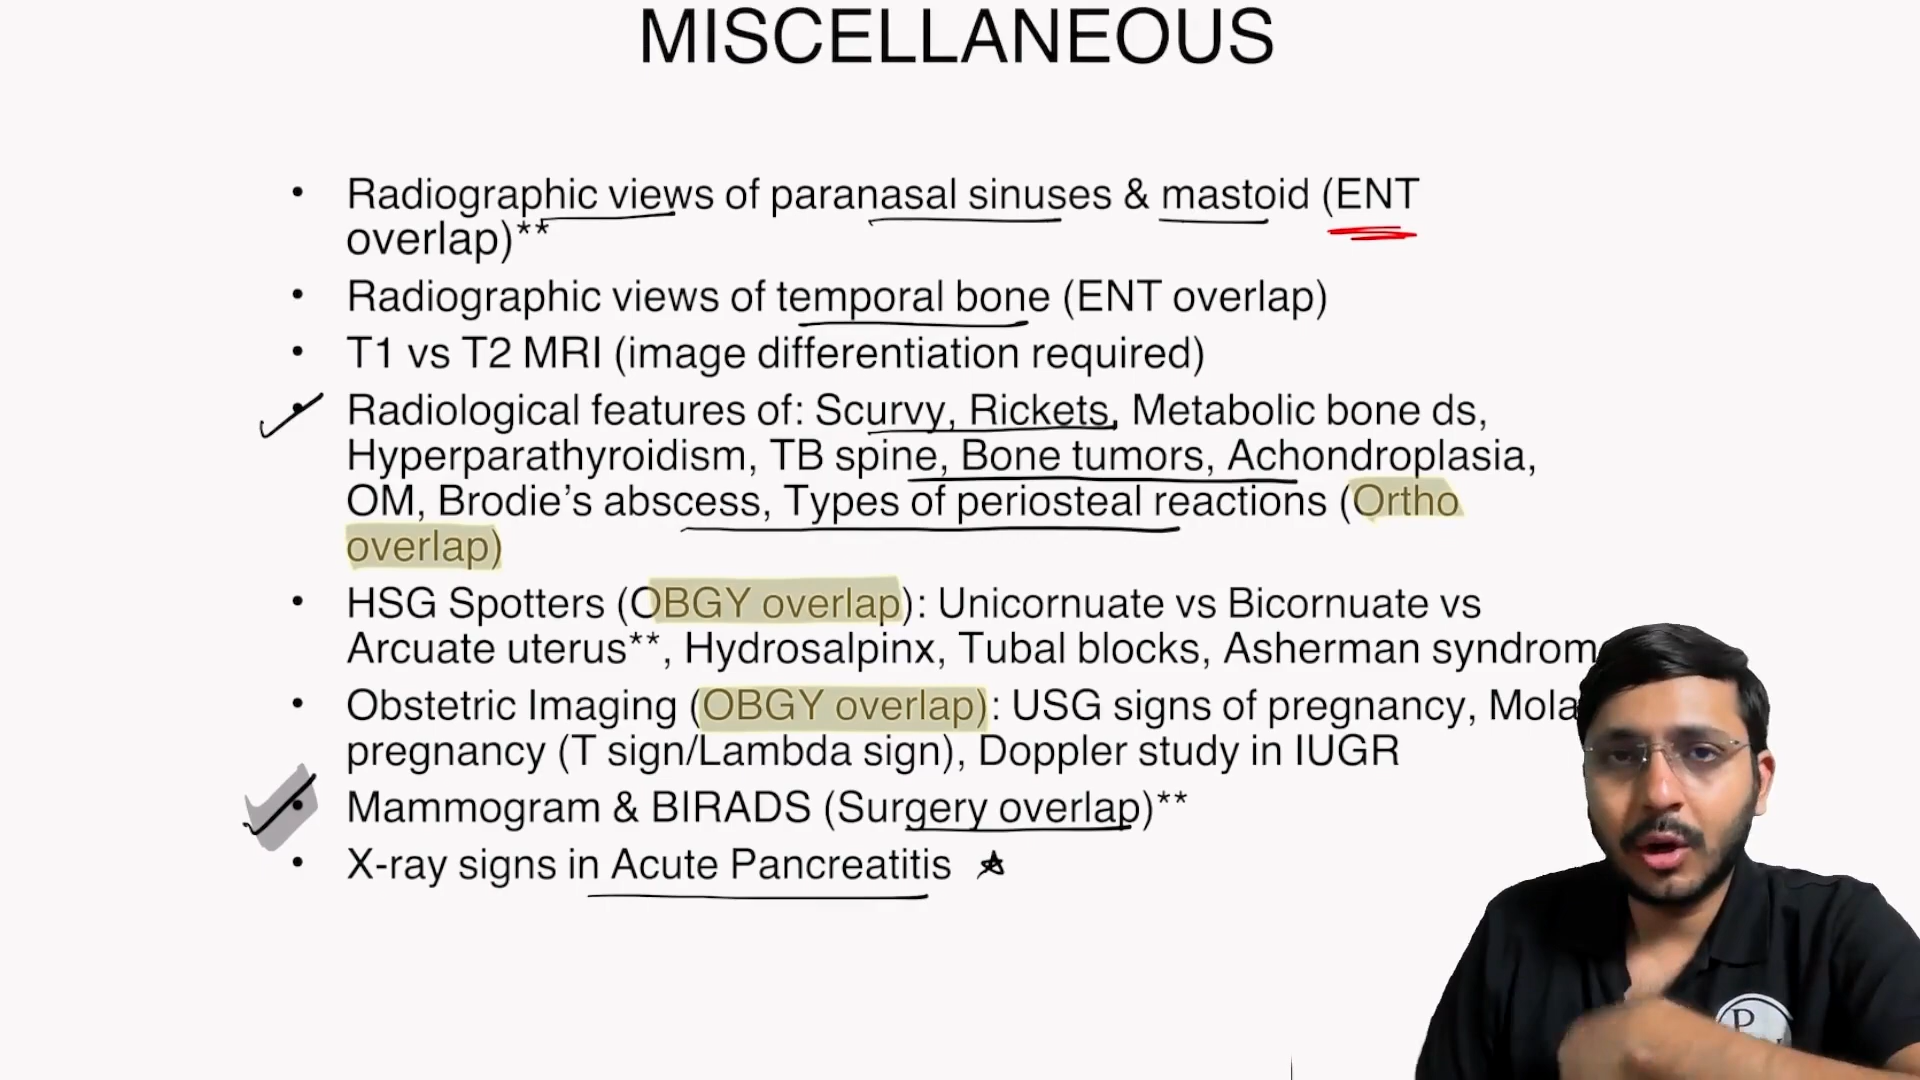 MISCELLANEOUS
• Radiographic views of paranasal sinuses & mastoid (ENT
overlap)**
• Radiographic views of temporal bone (ENT overlap)
• T1 vs T2 MRI (image differentiation required)
• Radiological features of: Scurvy, Rickets, Metabolic bone ds,
Hyperparathyroidism, TB spine, Bone tumors, Achondroplasia,
OM, Brodie’s abscess, Types of periosteal reactions (Ortho
overlap)
• HSG Spotters (OBGY overlap): Unicornuate vs Bicornuate vs
Arcuate uterus**, Hydrosalpinx, Tubal blocks, Asherman syndrom
• Obstetric Imaging (OBGY overlap): USG signs of pregnancy, Mola
pregnancy (T sign/Lambda sign), Doppler study in IUGR
• Mammogram & BIRADS (Surgery overlap)**
• X-ray signs in Acute Pancreatitis
P